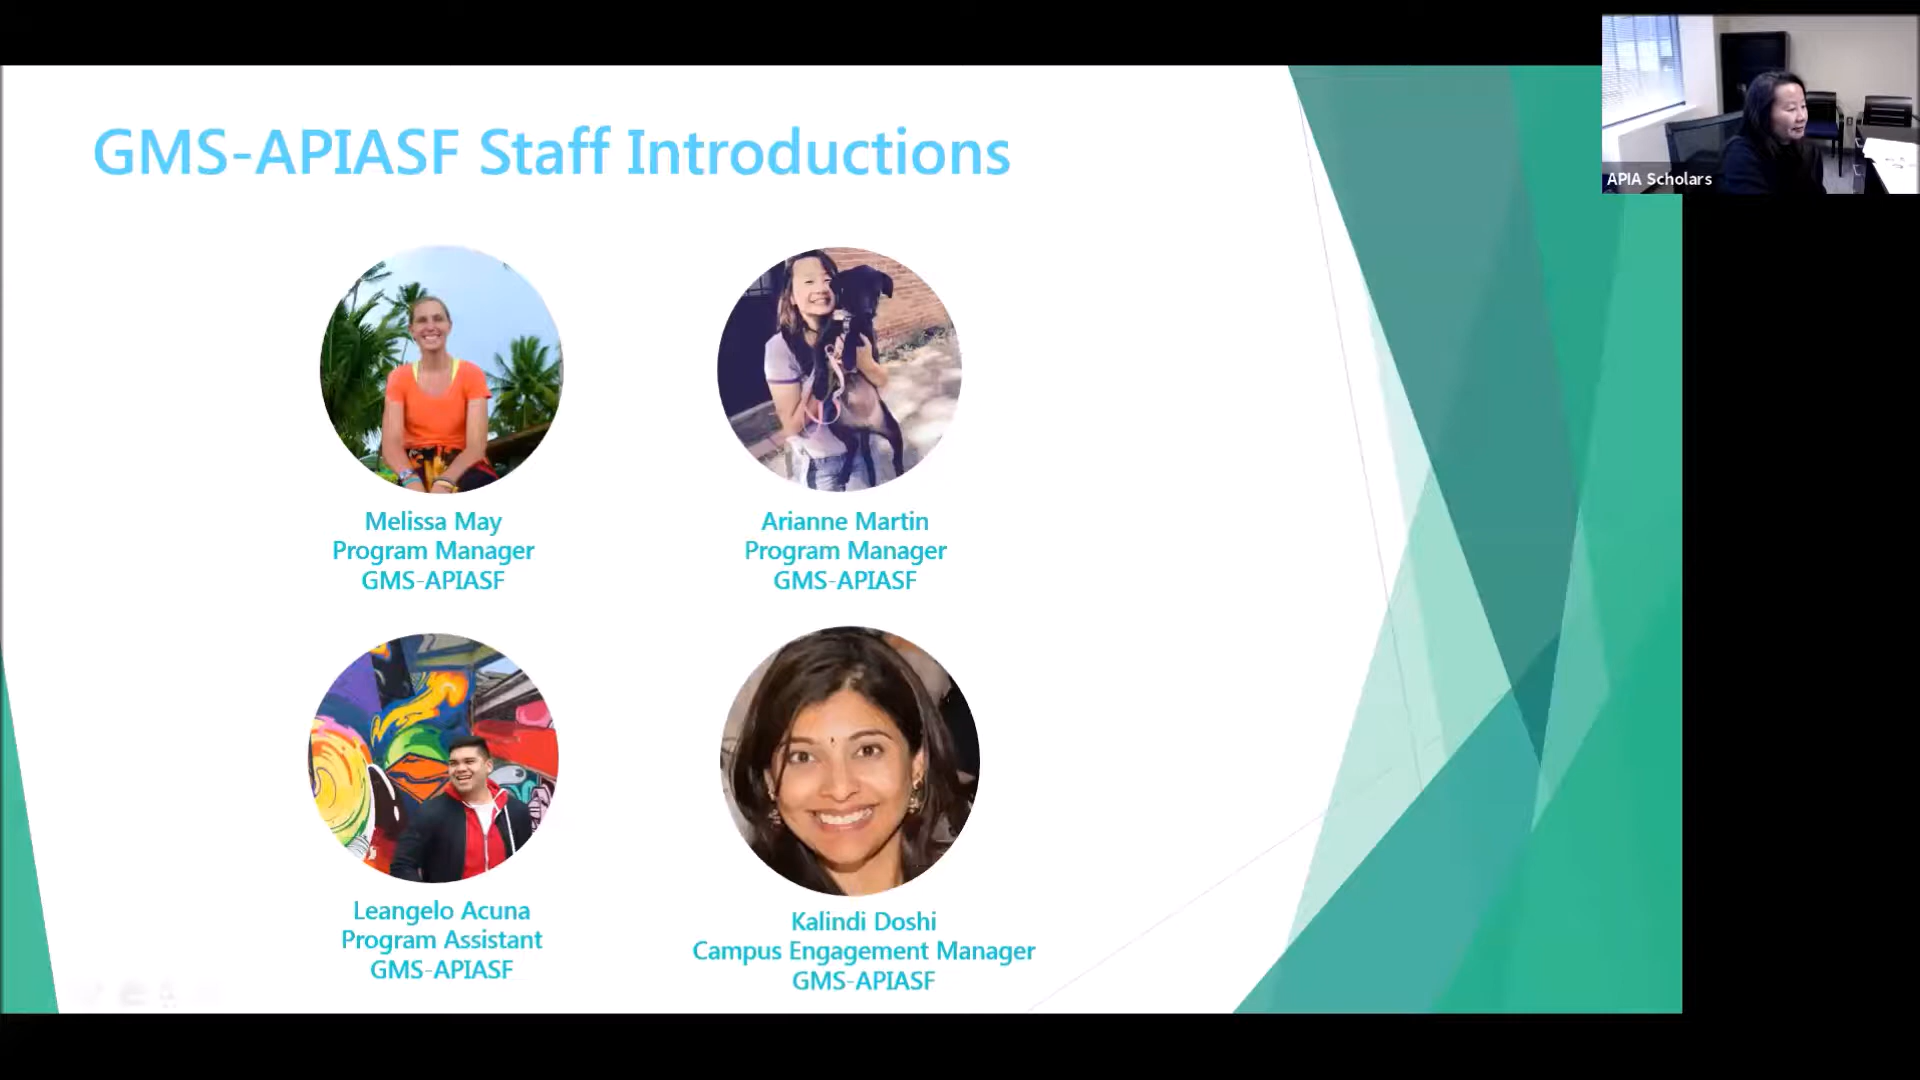 GMS-APIASF Staff Introductions
APIA Scholars
Melissa May
Program Manager
GMS-APIASF
Arianne Martin
Program Manager
GMS-APIASF
Leangelo Acuna
Program Assistant
GMS-APIASF
Kalindi Doshi
Campus Engagement Manager
GMS-APIASF